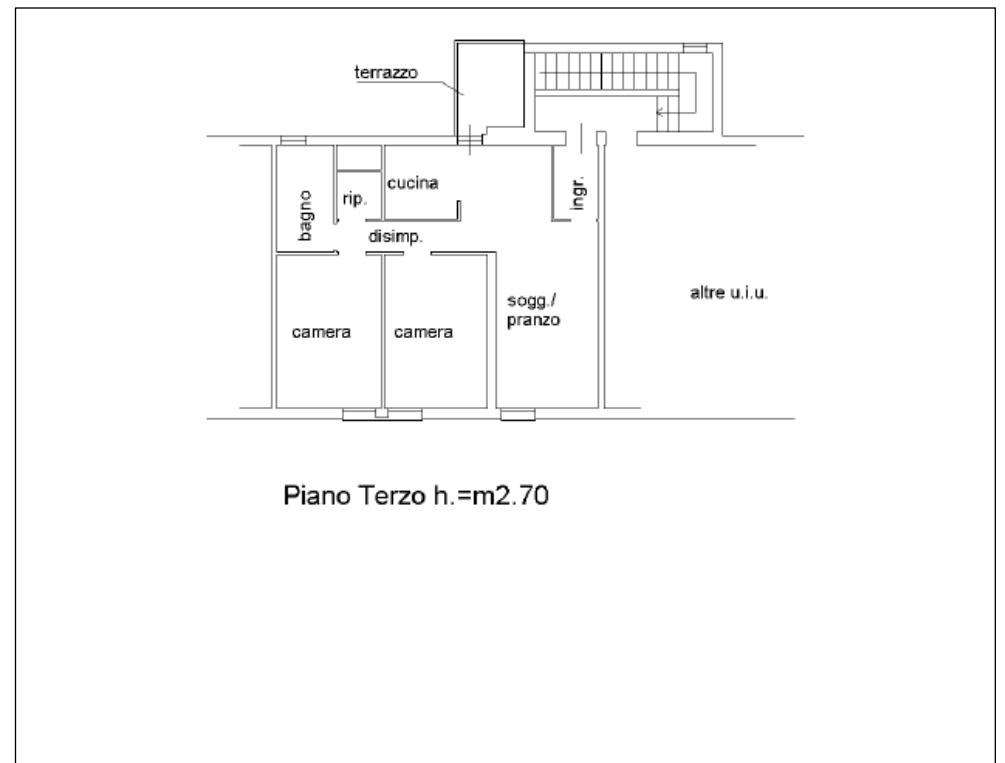 terrazzo
cucina
rip.
bagno
ingr.
disimp.
altre u.i.u.
sogg./
pranzo
camera
camera
Piano Terzo h.=m2.70